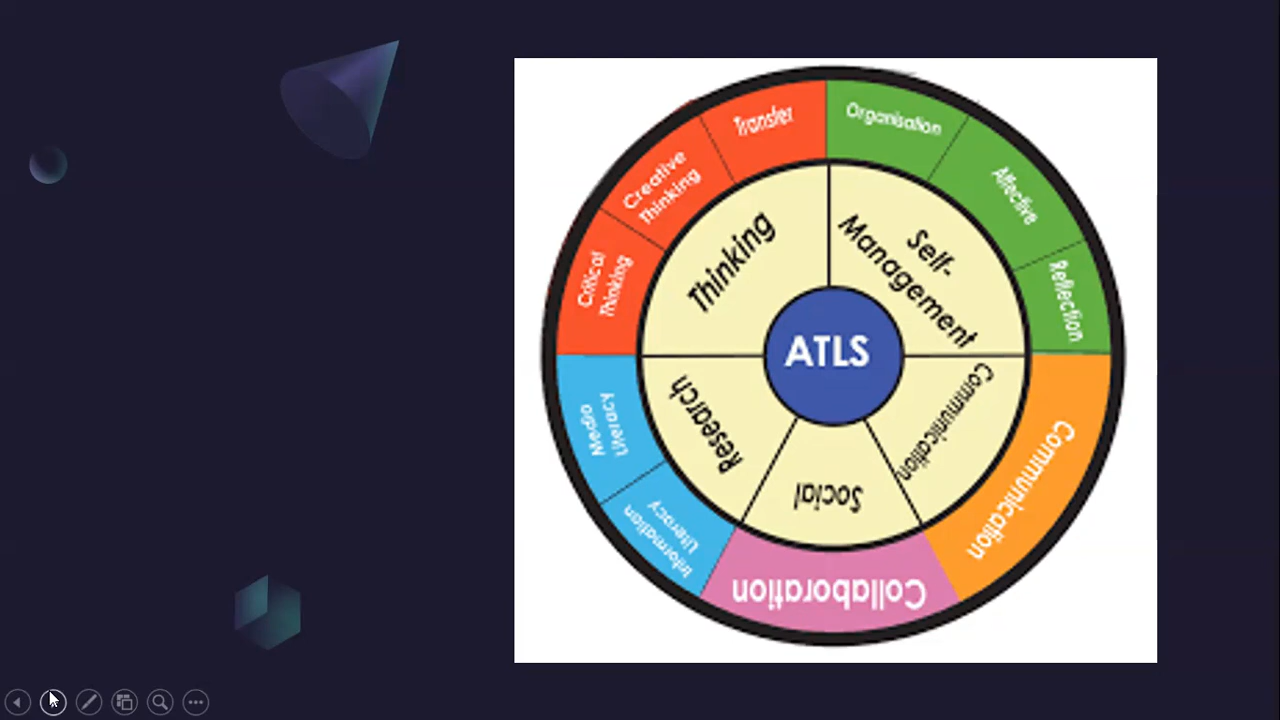 Transfer
Creative
Thinking
Critical
Thinking
Organisation
Affective
Reflection
Thinking
Self-
Management
ATLS
Research
Social
Communication
Media
Literacy
Information
Literacy
Collaboration
Communication